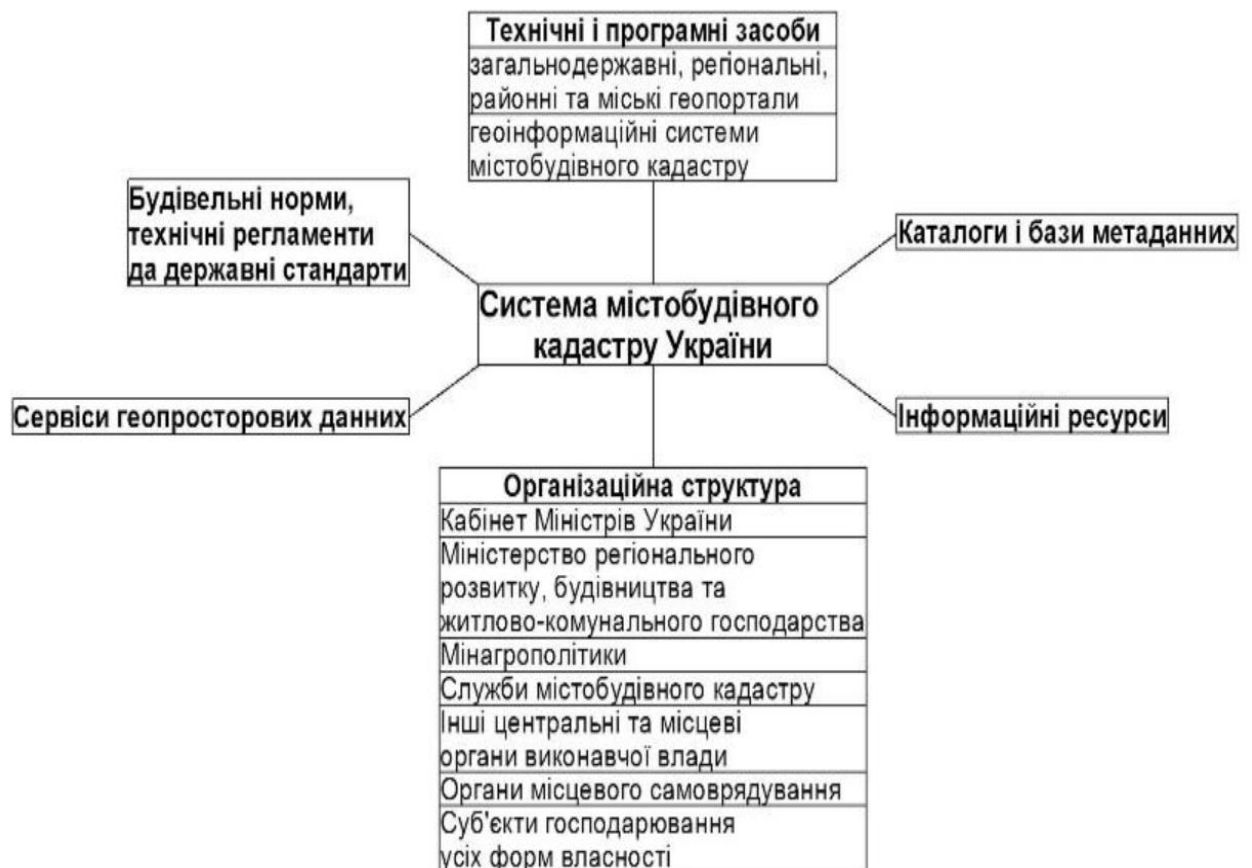 Технічні і програмні засоби
загальнодержавні, регіональні,
районні та міські геопортали
геоінформаційні системи
містобудівного кадастру
Будівельні норми,
технічні регламенти
да державні стандарти
Каталоги і бази метаданних
Система містобудівного
кадастру України
Сервіси геопросторових данних
Інформаційні ресурси
Організаційна структура
Кабінет Міністрів України
Міністерство регіонального
розвитку, будівництва та
житлово-комунального господарства
Мінагрополітики
Служби містобудівного кадастру
Інші центральні та місцеві
органи виконавчої влади
Органи місцевого самоврядування
Суб'єкти господарювання
усіх форм власності